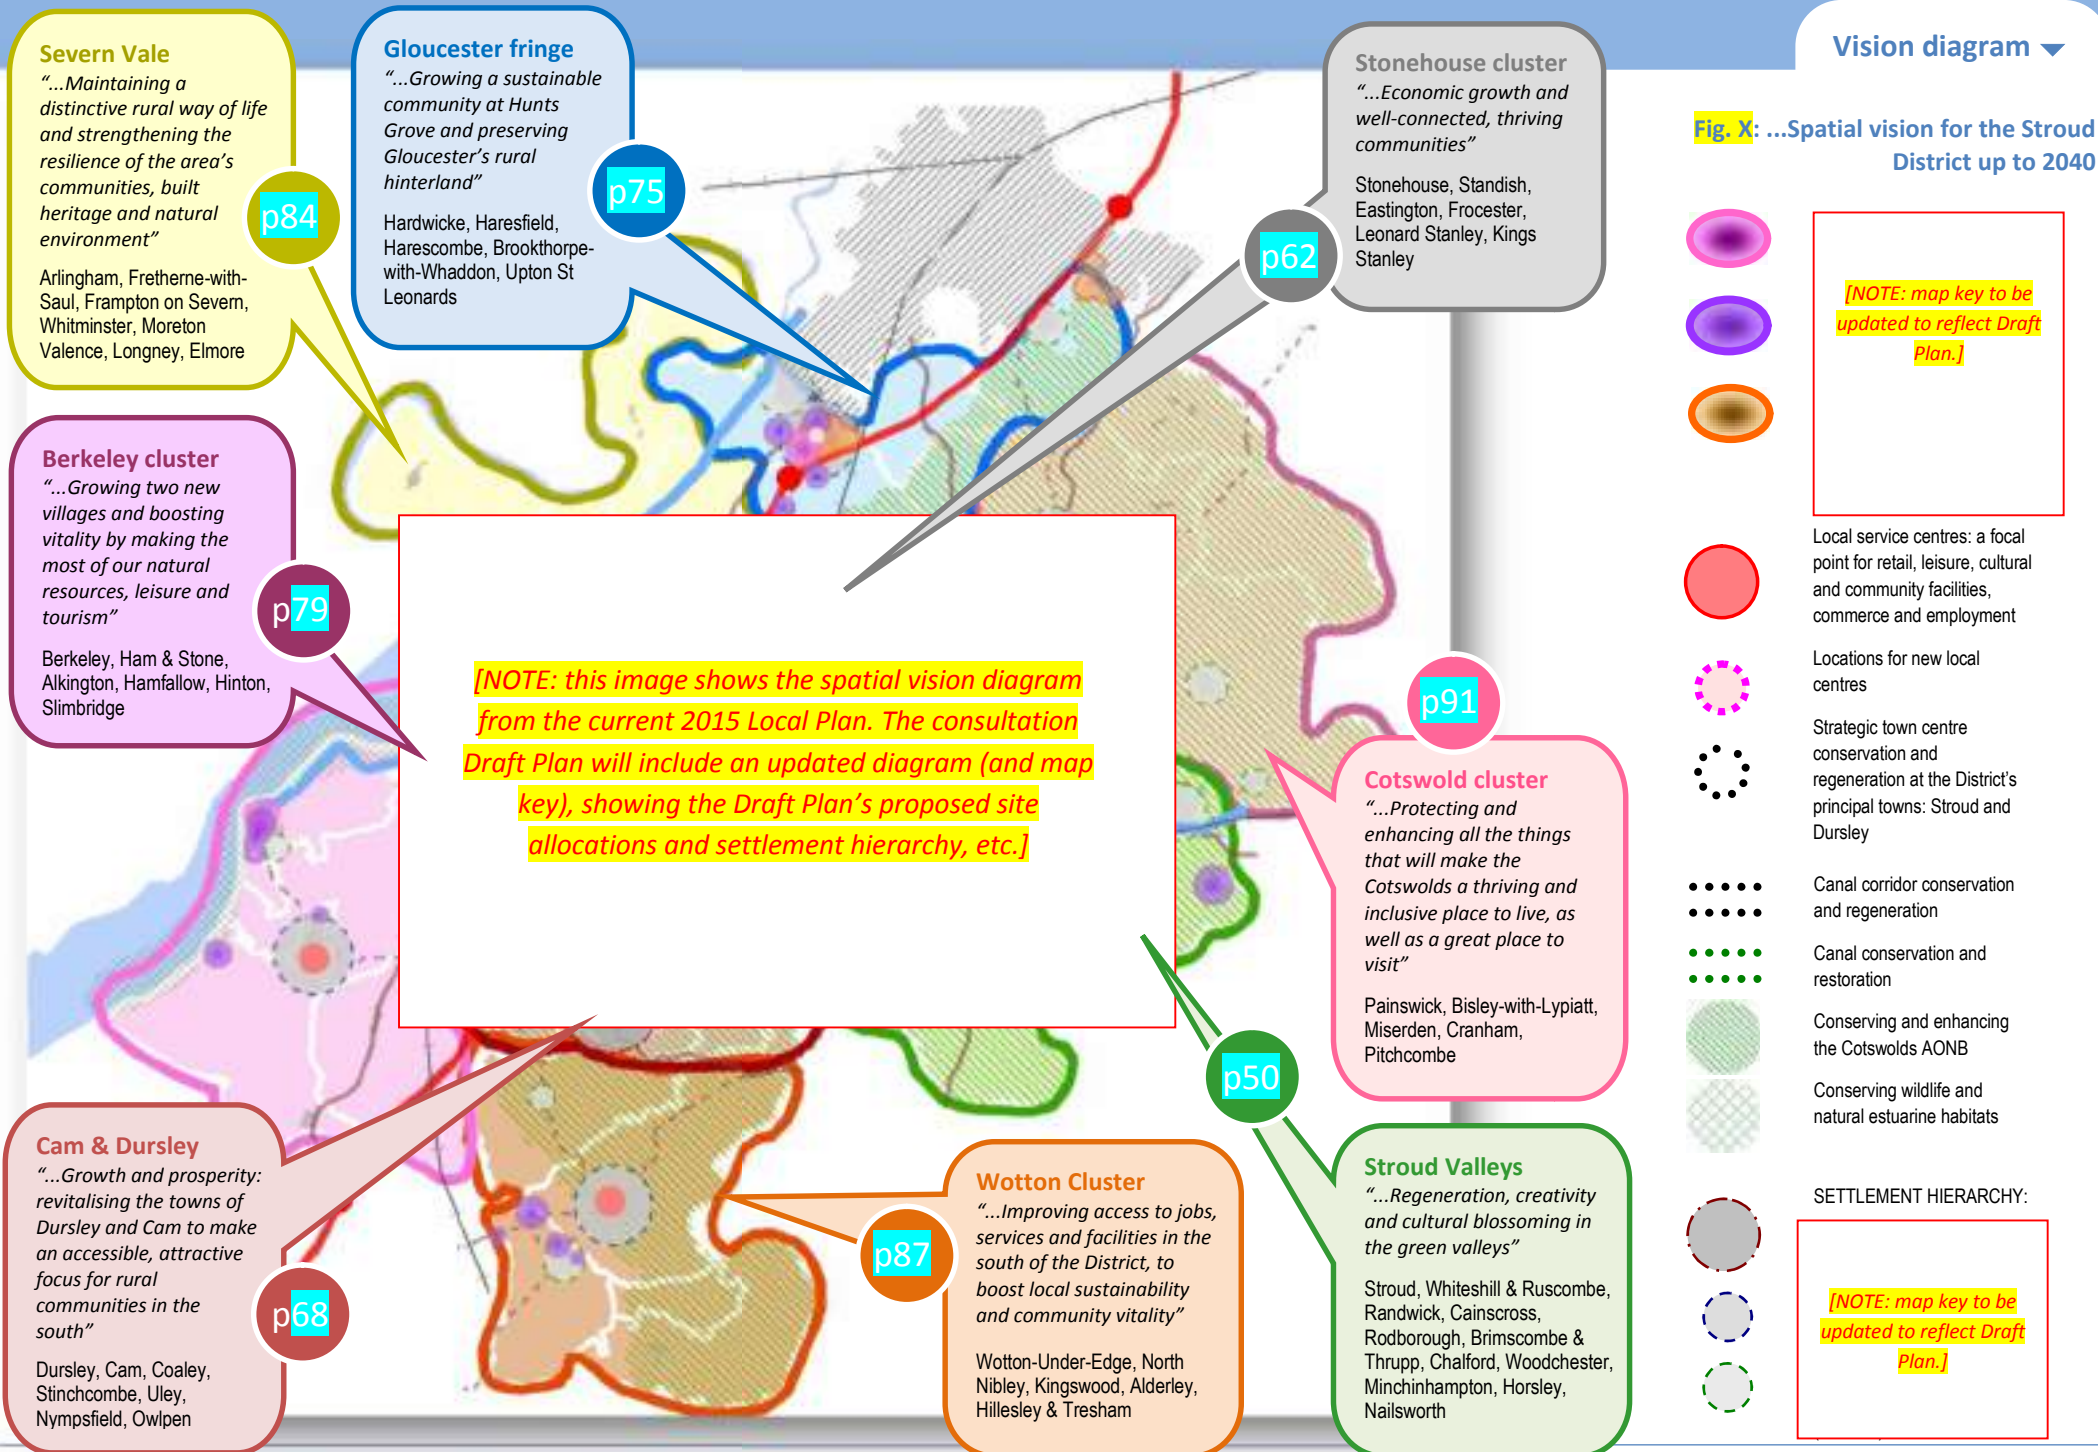 Vision diagram
Fig. X: ...Spatial vision for the Stroud
District up to 2040
Severn Vale
“...Maintaining a
distinctive rural way of life
and strengthening the
resilience of the area’s
communities, built
heritage and natural
environment”
Arlingham, Fretherne-with-
Saul, Frampton on Severn,
Whitminster, Moreton
Valence, Longney, Elmore
p84
Gloucester fringe
“...Growing a sustainable
community at Hunts
Grove and preserving
Gloucester’s rural
hinterland”
Hardwicke, Haresfield,
Harescombe, Brookthorpe-
with-Whaddon, Upton St
Leonards
p75
Stonehouse cluster
“...Economic growth and
well-connected, thriving
communities”
Stonehouse, Standish,
Eastington, Frocester,
Leonard Stanley, Kings
Stanley
p62
Berkeley cluster
“...Growing two new
villages and boosting
vitality by making the
most of our natural
resources, leisure and
tourism”
Berkeley, Ham & Stone,
Alkington, Hamfallow, Hinton,
Slimbridge
p79
[NOTE: this image shows the spatial vision diagram
from the current 2015 Local Plan. The consultation
Draft Plan will include an updated diagram (and map
key), showing the Draft Plan’s proposed site
allocations and settlement hierarchy, etc.]
p91
Cotswold cluster
“...Protecting and
enhancing all the things
that will make the
Cotswolds a thriving and
inclusive place to live, as
well as a great place to
visit”
Painswick, Bisley-with-Lypiatt,
Miserden, Cranham,
Pitchcombe
Cam & Dursley
“...Growth and prosperity:
revitalising the towns of
Dursley and Cam to make
an accessible, attractive
focus for rural
communities in the
south”
Dursley, Cam, Coaley,
Stinchcombe, Uley,
Nympsfield, Owlpen
p68
Wotton Cluster
“...Improving access to jobs,
services and facilities in the
south of the District, to
boost local sustainability
and community vitality”
Wotton-Under-Edge, North
Nibley, Kingswood, Alderley,
Hillesley & Tresham
p87
p50
Stroud Valleys
“...Regeneration, creativity
and cultural blossoming in
the green valleys”
Stroud, Whiteshill & Ruscombe,
Randwick, Cainscross,
Rodborough, Brimscombe &
Thrupp, Chalford, Woodchester,
Minchinhampton, Horsley,
Nailsworth
[NOTE: map key to be
updated to reflect Draft
Plan.]
Local service centres: a focal
point for retail, leisure, cultural
and community facilities,
commerce and employment
Locations for new local
centres
Strategic town centre
conservation and
regeneration at the District’s
principal towns: Stroud and
Dursley
Canal corridor conservation
and regeneration
Canal conservation and
restoration
Conserving and enhancing
the Cotswolds AONB
Conserving wildlife and
natural estuarine habitats
SETTLEMENT HIERARCHY:
[NOTE: map key to be
updated to reflect Draft
Plan.]